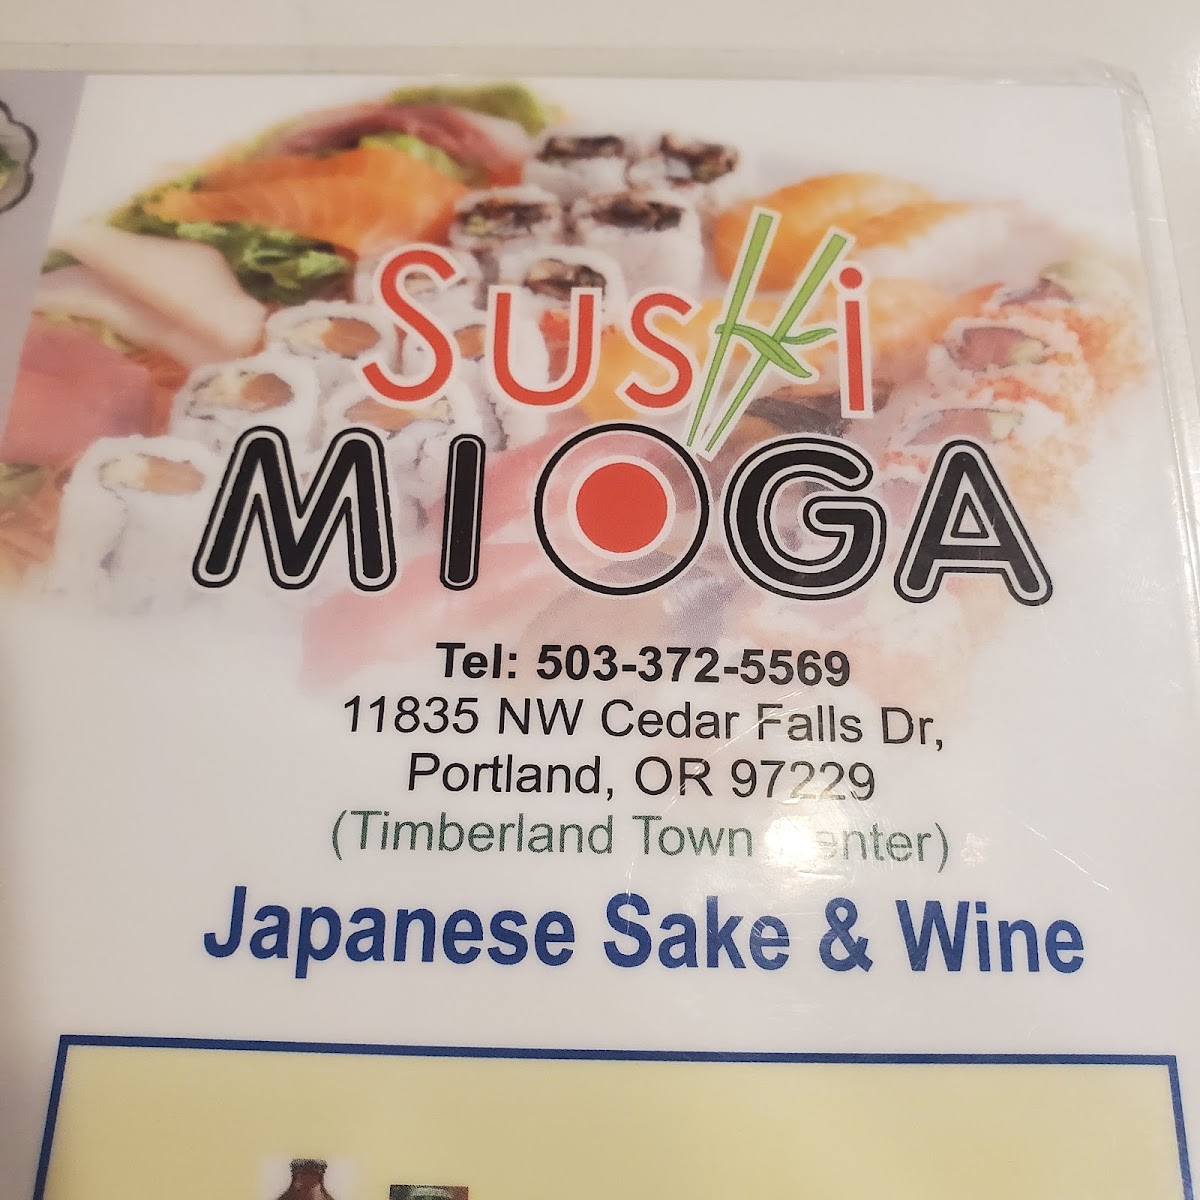 Sushi
MIOGA
Tel: 503-372-5569
11835 NW Cedar Falls Dr,
Portland, OR 97229
(Timberland Town Center)
Japanese Sake & Wine